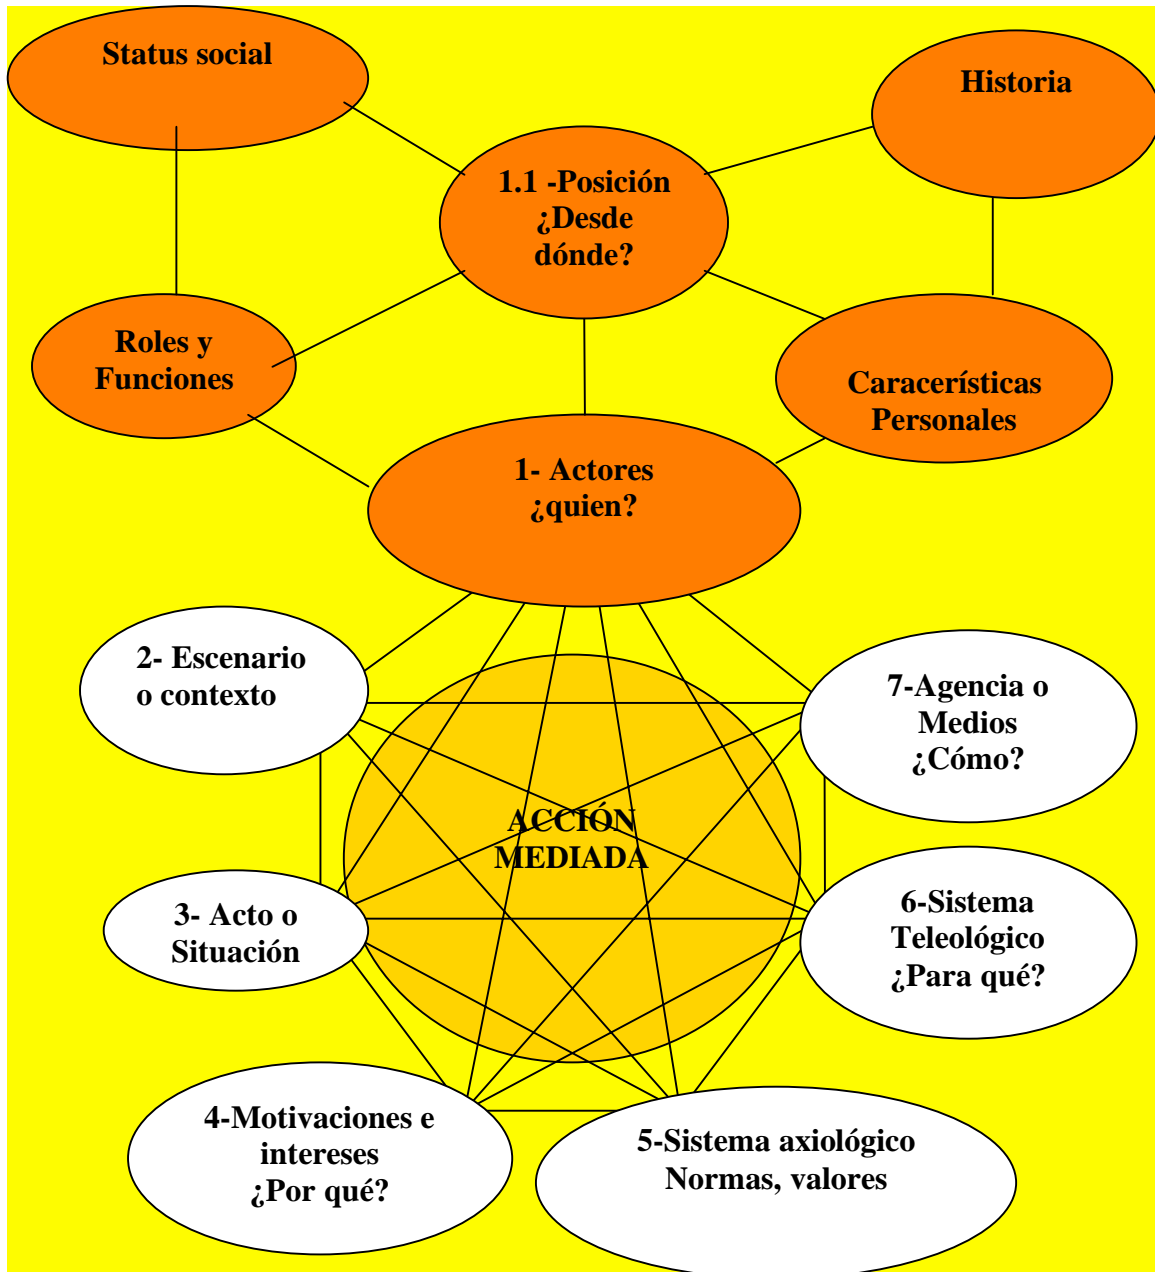 Status social
Historia
1.1 -Posición
¿Desde
dónde?
Roles y
Funciones
Caracerísticas
Personales
1- Actores
¿quien?
2- Escenario
o contexto
7-Agencia o
Medios
¿Cómo?
ACCIÓN
MEDIADA
3- Acto o
Situación
6-Sistema
Teleológico
¿Para qué?
4-Motivaciones e
intereses
¿Por qué?
5-Sistema axiológico
Normas, valores